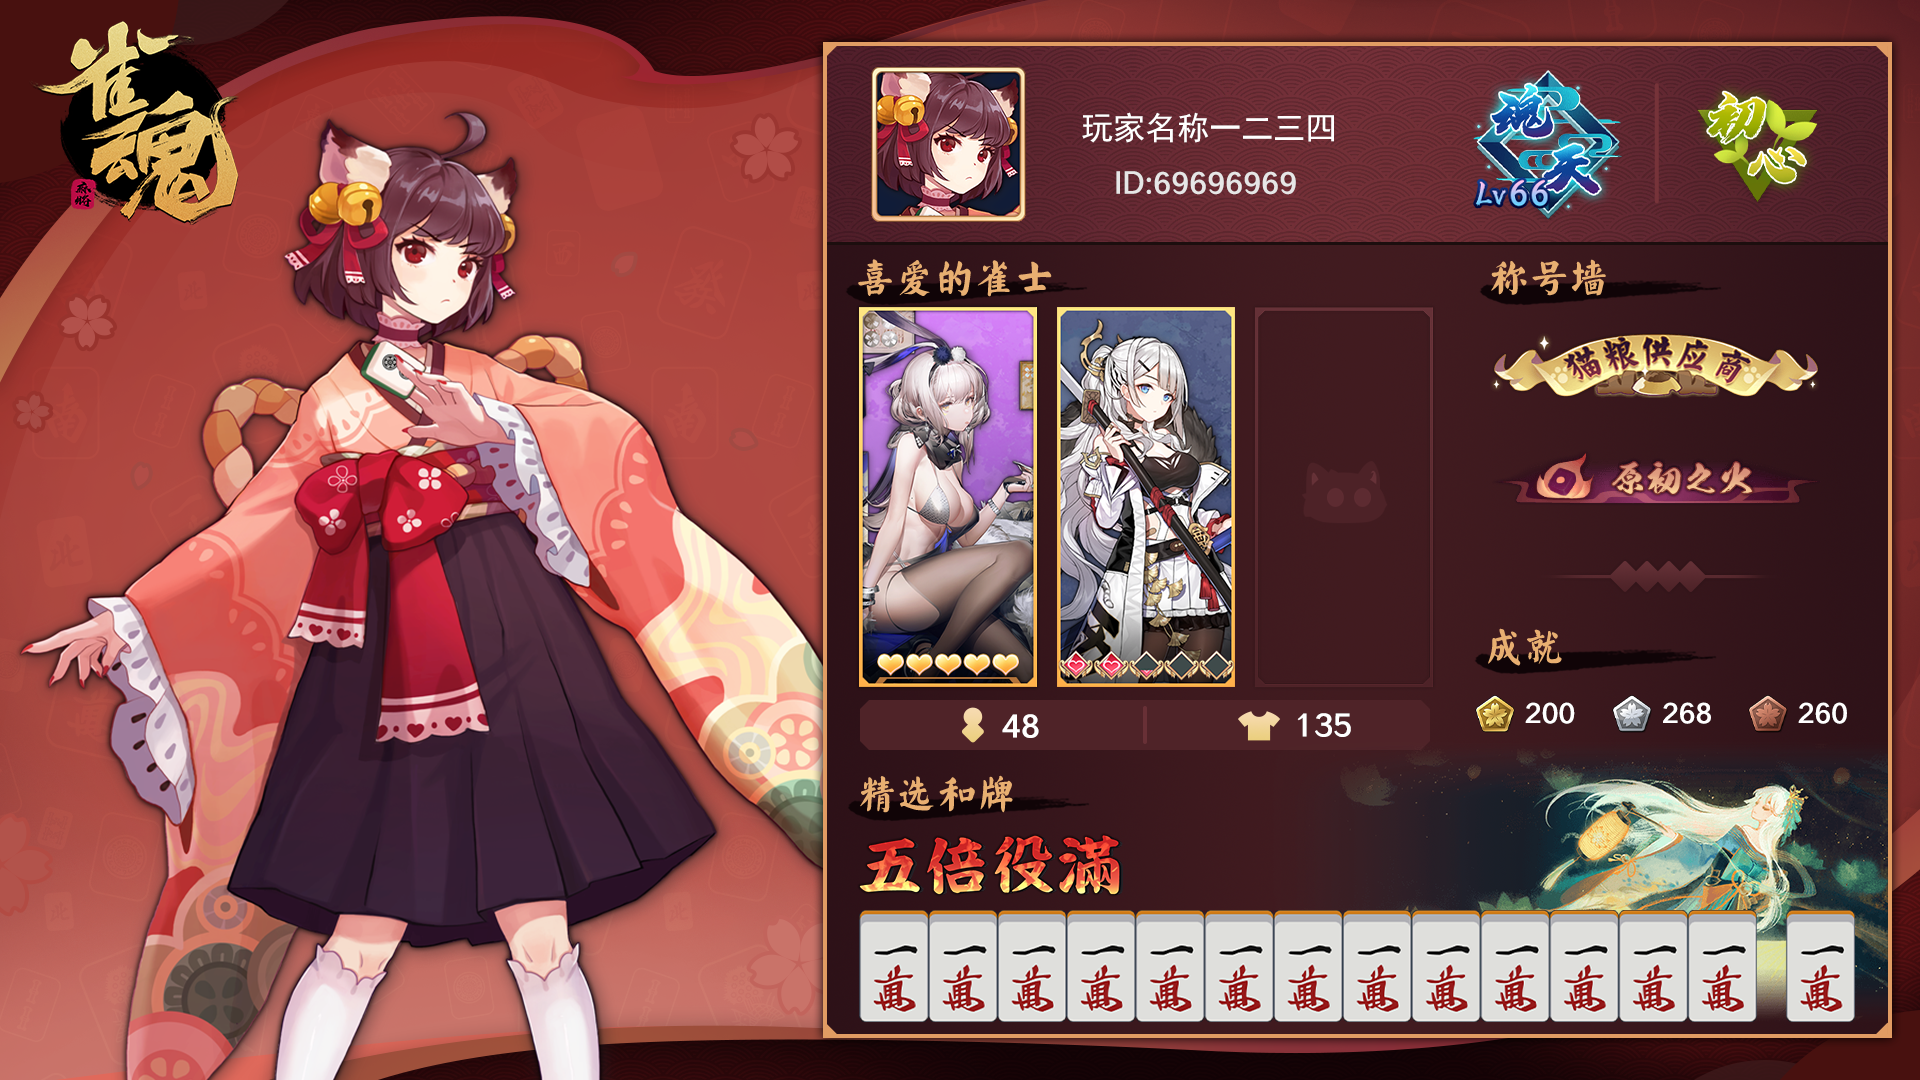 雀魂
麻将
玩家名称一二三四
ID:69696969
魂天
Lv66
初心
喜爱的雀士
称号墙
猫粮供应商
原初之火
成就
200 268 260
48 135
精选和牌
五倍役滿
一萬 一萬 一萬 一萬 一萬 一萬 一萬 一萬 一萬 一萬 一萬 一萬 一萬 一萬